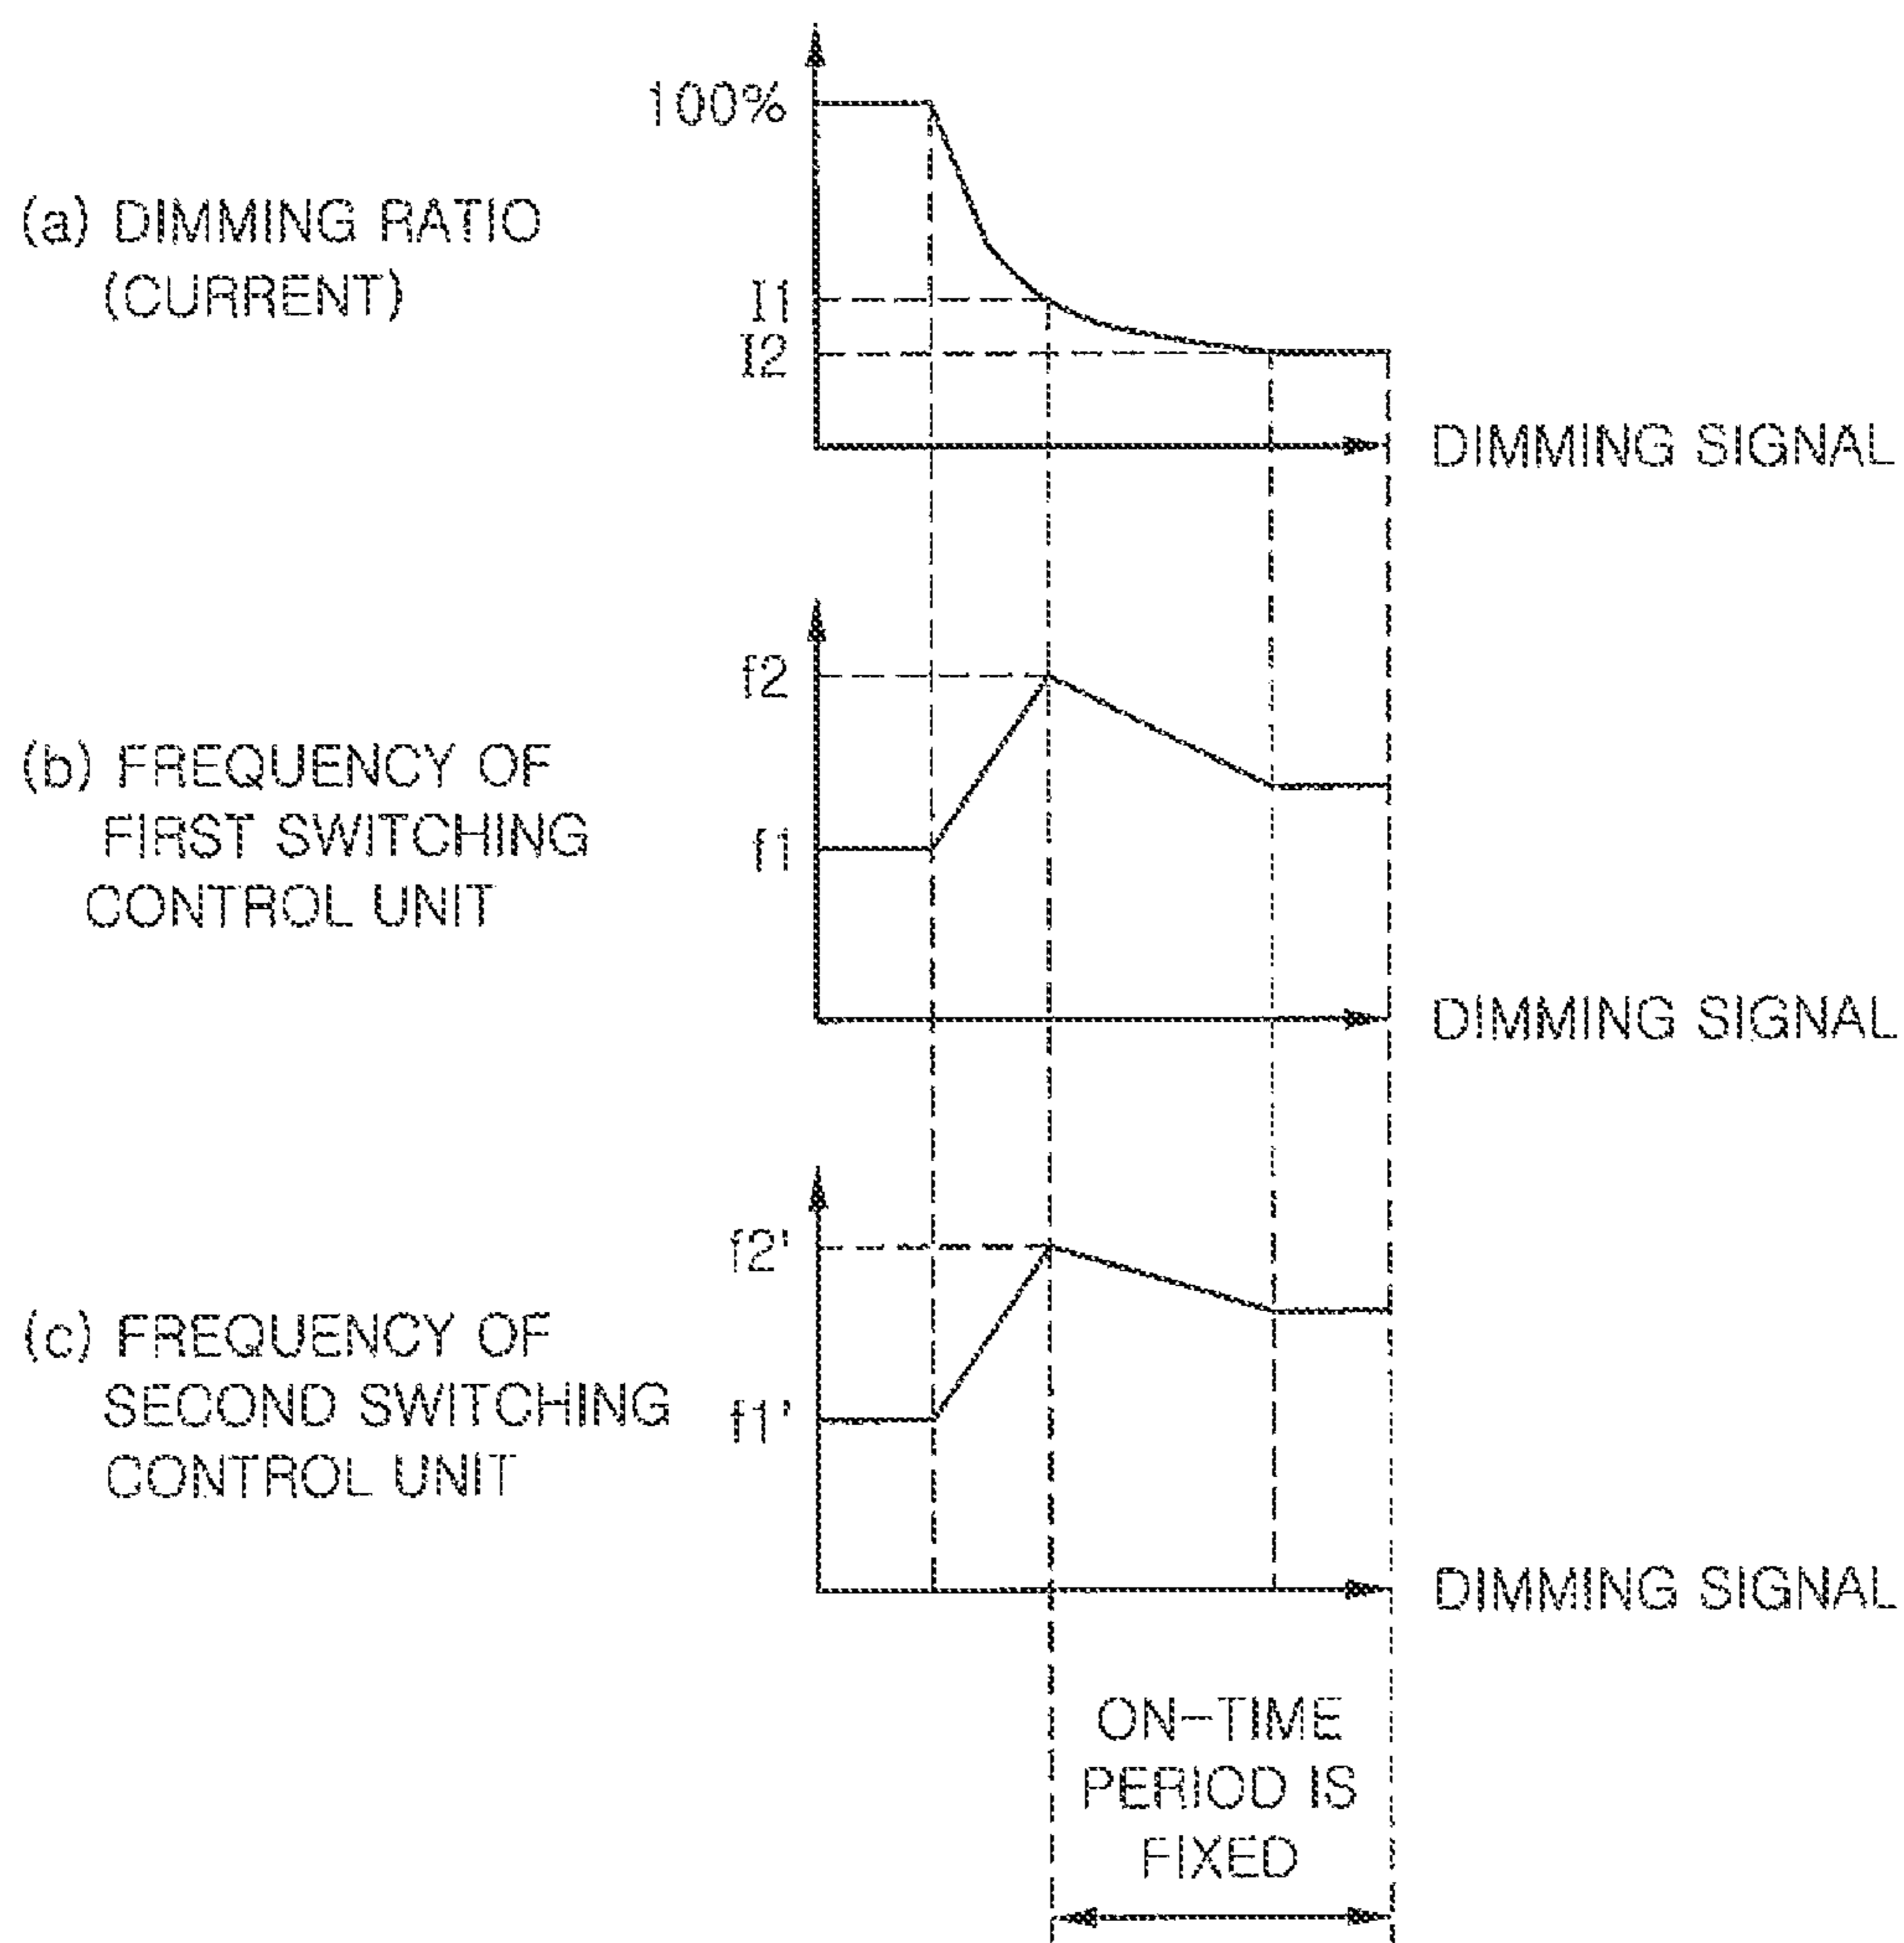 100%
(a) DIMMING RATIO
(CURRENT)
I1
I2
DIMMING SIGNAL
f2
(b) FREQUENCY OF
FIRST SWITCHING
CONTROL UNIT
f1
DIMMING SIGNAL
f2'
(c) FREQUENCY OF
SECOND SWITCHING
CONTROL UNIT
f1'
DIMMING SIGNAL
ON-TIME
PERIOD IS
FIXED